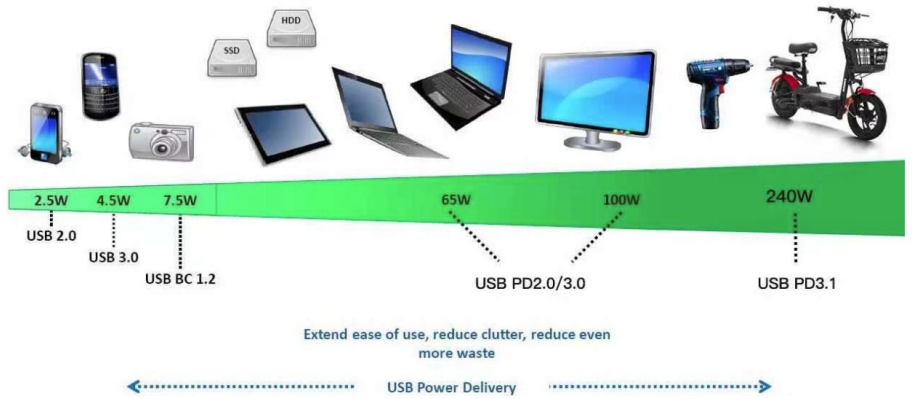 HDD
SSD
2.5W 4.5W 7.5W 65W 100W 240W
USB 2.0
USB 3.0
USB BC 1.2
USB PD2.0/3.0
USB PD3.1
Extend ease of use, reduce clutter, reduce even
more waste
USB Power Delivery